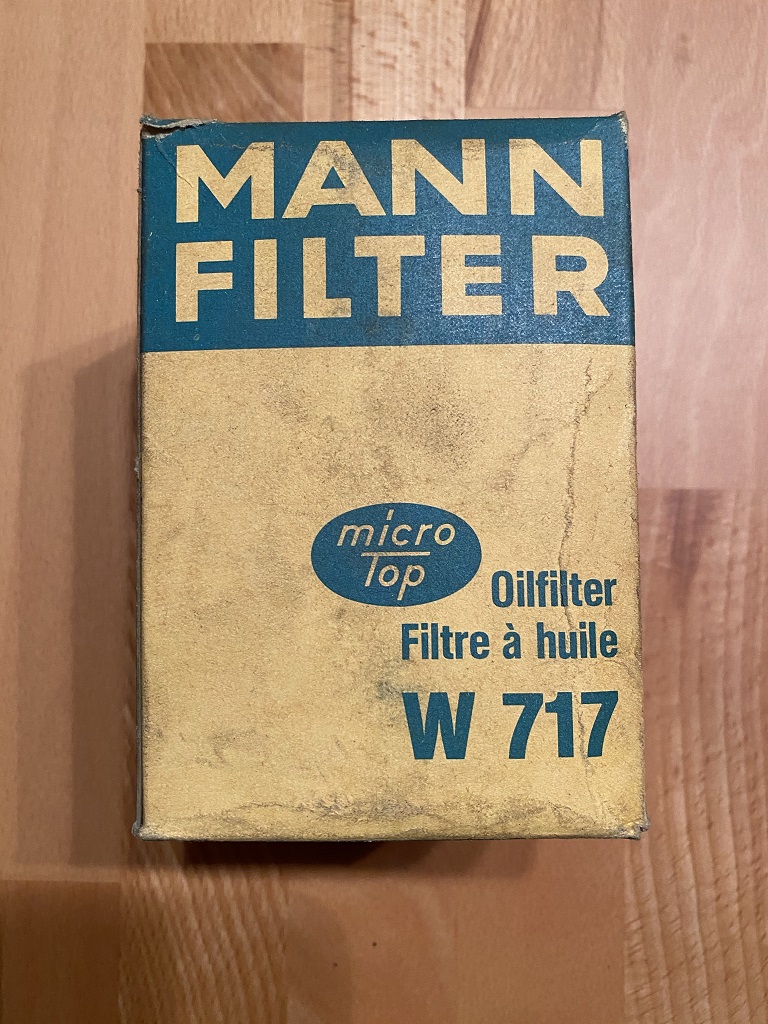 MANN
FILTER
micro
Top
Oilfilter
Filtre à huile
W 717